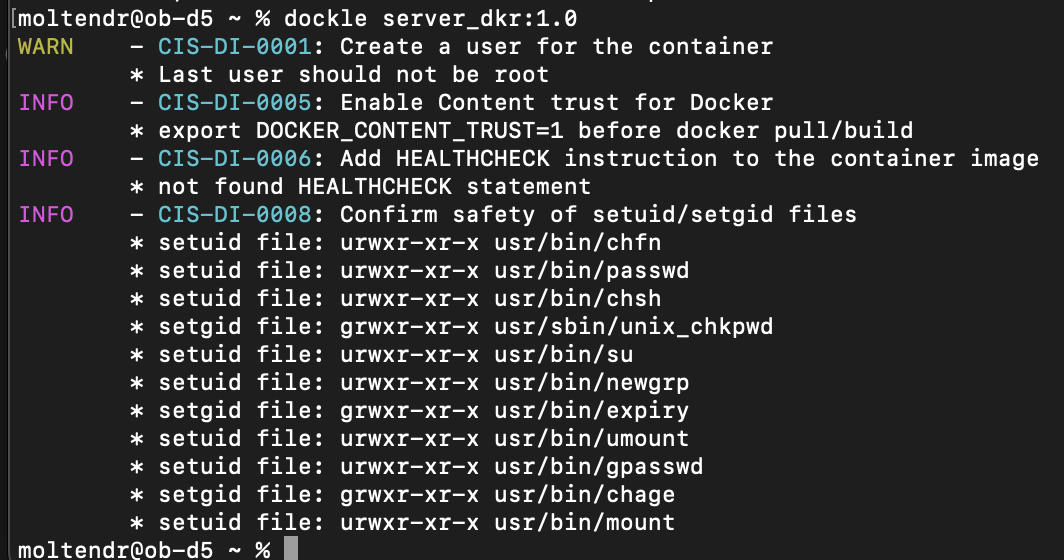 [moltendr@ob-d5 ~ % dockle server_dkr:1.0
WARN - CIS-DI-0001: Create a user for the container
* Last user should not be root
INFO - CIS-DI-0005: Enable Content trust for Docker
* export DOCKER_CONTENT_TRUST=1 before docker pull/build
INFO - CIS-DI-0006: Add HEALTHCHECK instruction to the container image
* not found HEALTHCHECK statement
INFO - CIS-DI-0008: Confirm safety of setuid/setgid files
* setuid file: urwxr-xr-x usr/bin/chfn
* setuid file: urwxr-xr-x usr/bin/passwd
* setuid file: urwxr-xr-x usr/bin/chsh
* setgid file: grwxr-xr-x usr/sbin/unix_chkpwd
* setuid file: urwxr-xr-x usr/bin/su
* setuid file: urwxr-xr-x usr/bin/newgrp
* setgid file: grwxr-xr-x usr/bin/expiry
* setuid file: urwxr-xr-x usr/bin/umount
* setuid file: urwxr-xr-x usr/bin/gpasswd
* setgid file: grwxr-xr-x usr/bin/chage
* setuid file: urwxr-xr-x usr/bin/mount
moltendr@ob-d5 ~ %